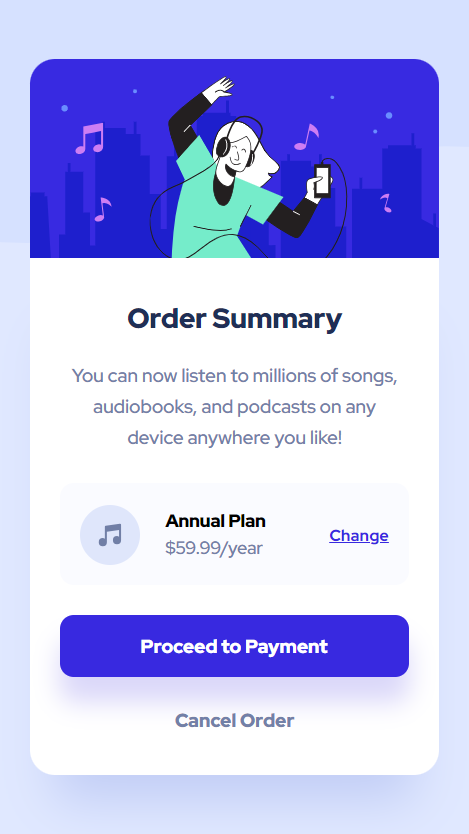 Order Summary
You can now listen to millions of songs,
audiobooks, and podcasts on any
device anywhere you like!
Annual Plan
$59.99/year
Change
Proceed to Payment
Cancel Order